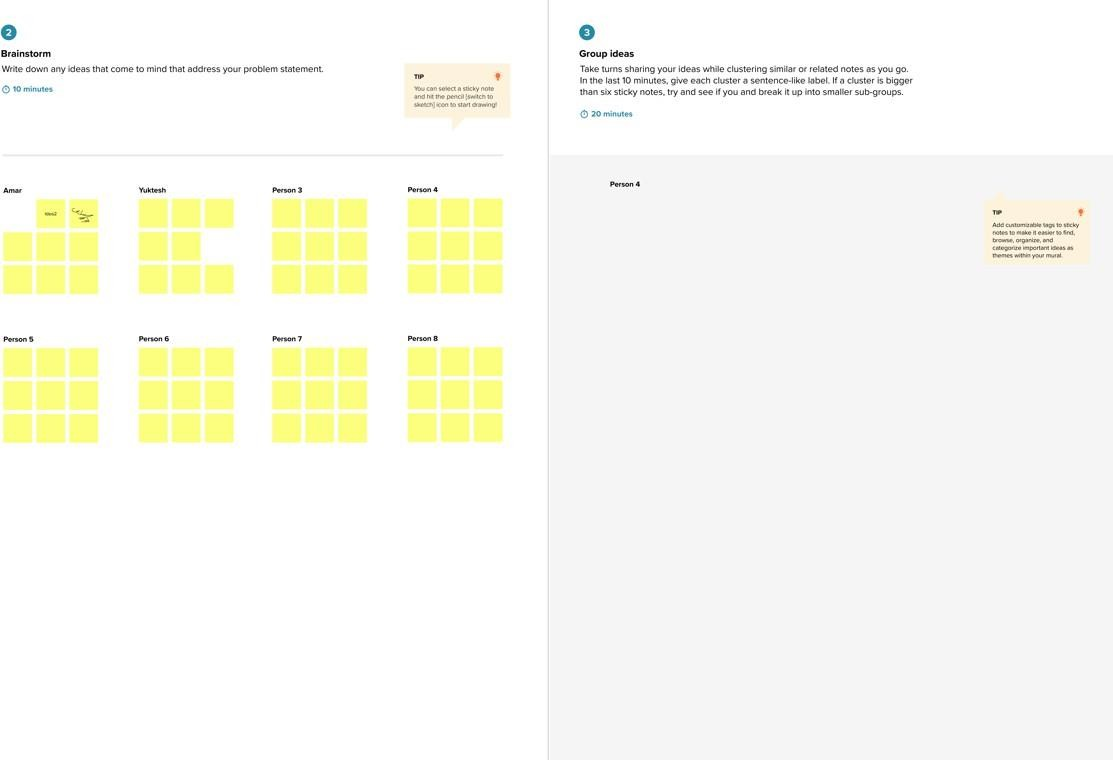 2
Brainstorm
Write down any ideas that come to mind that address your problem statement.
10 minutes
TIP
You can select a sticky note
and hit the pencil [switch to
sketch] icon to start drawing!
Amar
Yuktesh
Person 3
Person 4
Idea2
Person 5
Person 6
Person 7
Person 8
3
Group ideas
Take turns sharing your ideas while clustering similar or related notes as you go.
In the last 10 minutes, give each cluster a sentence-like label. If a cluster is bigger
than six sticky notes, try and see if you and break it up into smaller sub-groups.
20 minutes
Person 4
TIP
Add customizable tags to sticky
notes to make it easier to find,
browse, organize, and
categorize important ideas as
themes within your mural.